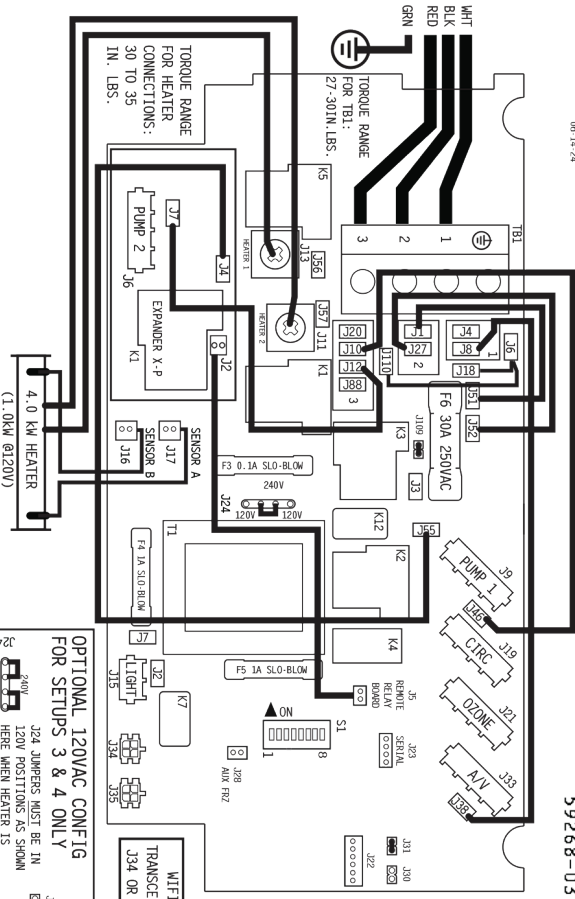 GRN
RED
BLK
WHT
06-14-24
TORQUE RANGE
FOR HEATER
CONNECTIONS:
30 TO 35
IN. LBS.
TORQUE RANGE
FOR TB1:
27-30IN.LBS.
TB1
3
2
1
K5
J13
J56
HEATER 1
J7
PUMP 2
J6
J4
EXPANDER X-P
K1
J2
HEATER 2
J57
J11
K1
J20
J10
J12
J88
3
J110
J1
J27
2
J4
J8
1
J18
J6
J51
J52
F6 30A 250VAC
J109
K3
J3
4.0 kW HEATER
(1.0kW @120V)
J16
SENSOR B
J17
SENSOR A
F3 0.1A SLO-BLOW
240V
J24
120V
120V
K12
J55
T1
K2
K4
F4 1A SLO-BLOW
F5 1A SLO-BLOW
J9
PUMP 1
J46
J19
CIRC
J21
OZONE
J33
A/V
J38
J7
J2
LIGHT
J15
K7
J34
J35
J5
REMOTE
RELAY
BOARD
J23
SERIAL
ON
S1
1
8
J28
AUX FRZ
J22
J31
J30
OPTIONAL 120VAC CONFIG
FOR SETUPS 3 & 4 ONLY
240V
J24 JUMPERS MUST BE IN
120V POSITIONS AS SHOWN
HERE WHEN HEATER IS
WIFI
J34 OR
59268-03